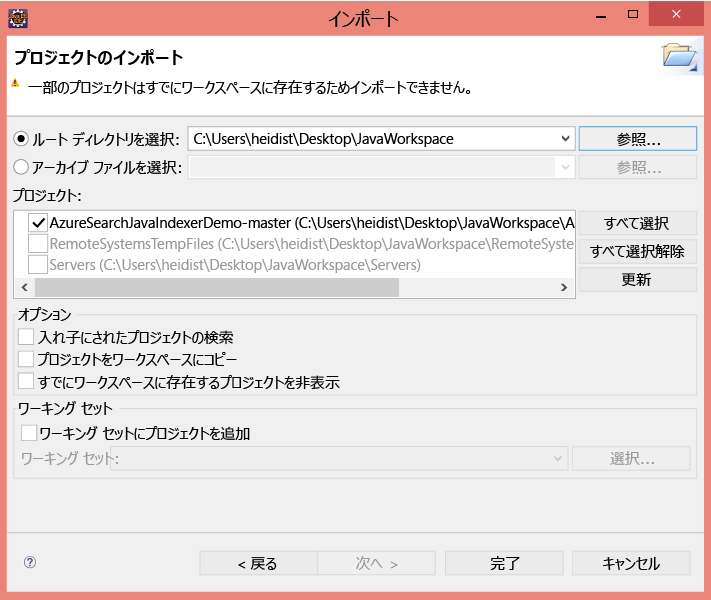 インポート
プロジェクトのインポート
一部のプロジェクトはすでにワークスペースに存在するためインポートできません。
ルート ディレクトリを選択: C:\Users\heidist\Desktop\JavaWorkspace 参照...
アーカイブ ファイルを選択: 参照...
プロジェクト:
AzureSearchJavaIndexerDemo-master (C:\Users\heidist\Desktop\JavaWorkspace\A すべて選択
RemoteSystemsTempFiles (C:\Users\heidist\Desktop\JavaWorkspace\RemoteSyste すべて選択解除
Servers (C:\Users\heidist\Desktop\JavaWorkspace\Servers) 更新
オプション
入れ子にされたプロジェクトの検索
プロジェクトをワークスペースにコピー
すでにワークスペースに存在するプロジェクトを非表示
ワーキング セット
ワーキング セットにプロジェクトを追加
ワーキング セット: 選択...
< 戻る 次へ > 完了 キャンセル